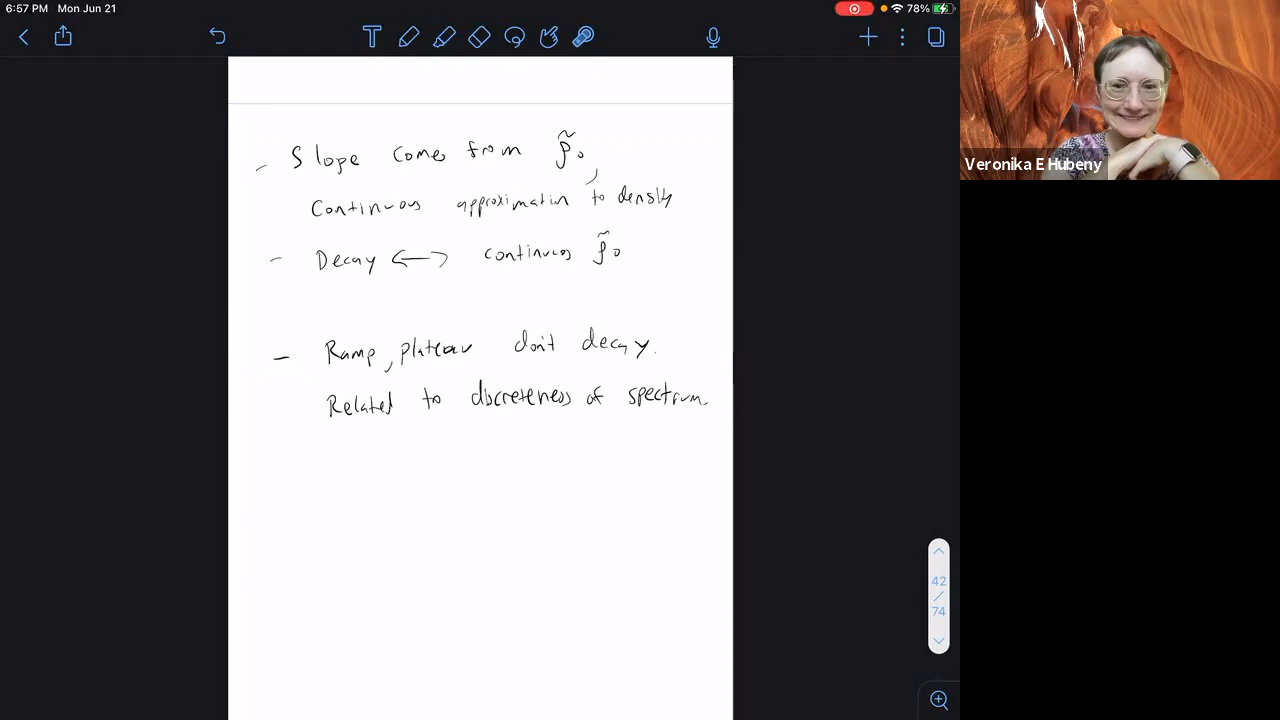 6:57 PM Mon Jun 21
78%
T
Veronika E Hubeny
- Slope comes from ρ̃₀
Continuous approximation to density
- Decay ⟷ continuous ρ̃₀
- Ramp, plateau don't decay.
Related to discreteness of spectrum.
42
/
74